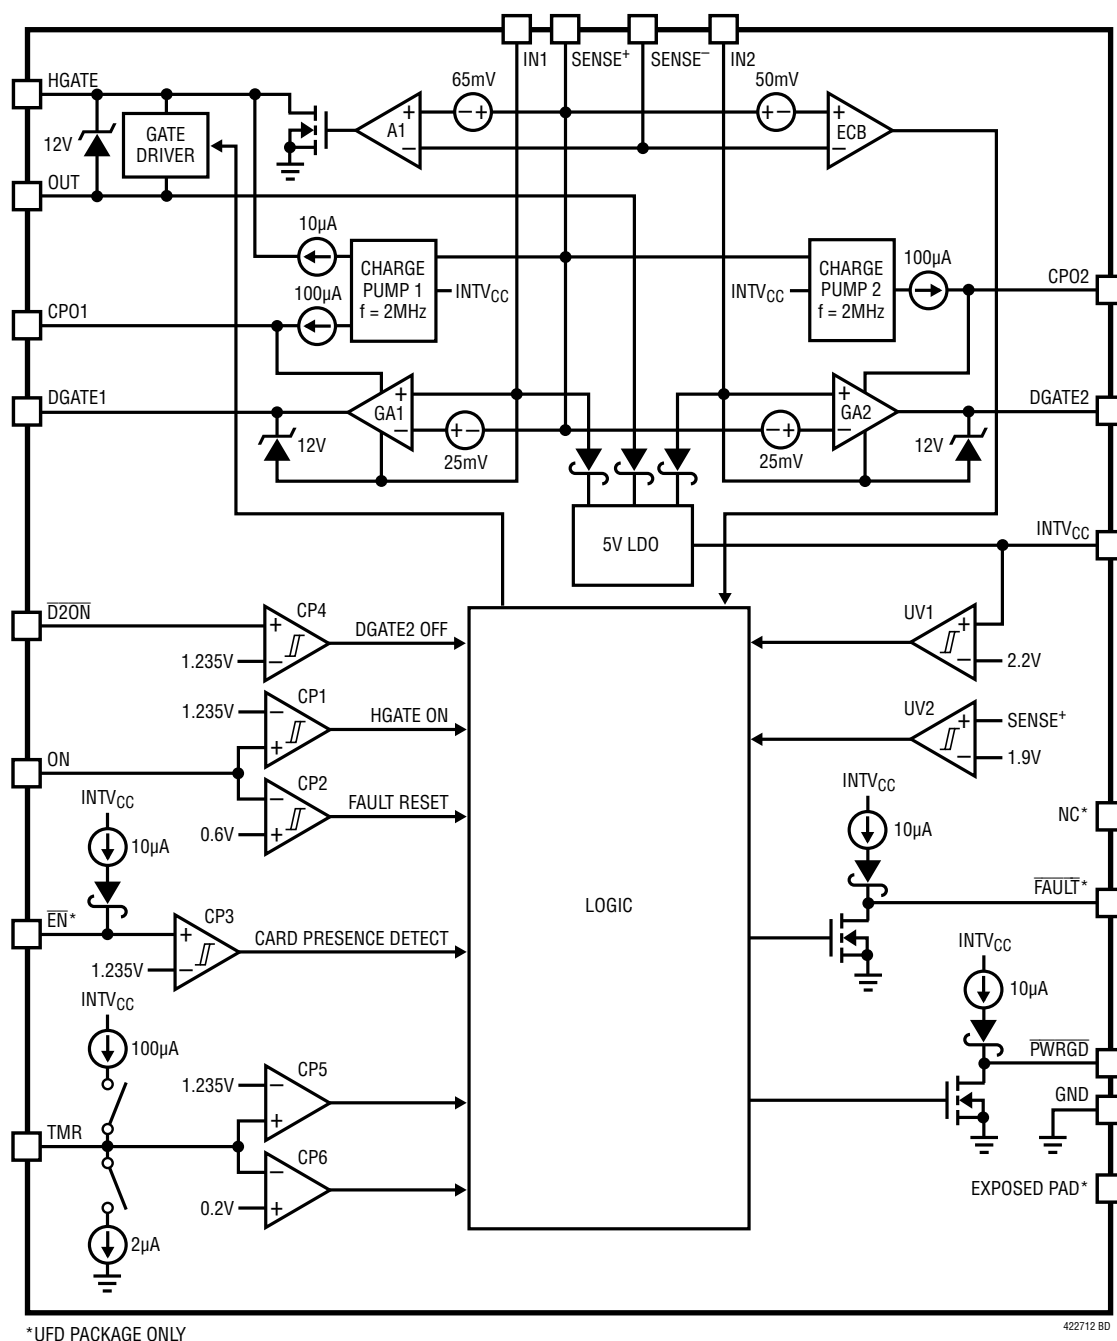 IN1 SENSE+ SENSE− IN2
HGATE
65mV
50mV
12V
GATE
DRIVER
+
−+
A1
−
+−
+
ECB
−
OUT
10µA
CHARGE
PUMP 1
f = 2MHz
INTVCC
100µA
CPO1
INTVCC
CHARGE
PUMP 2
f = 2MHz
100µA
CPO2
DGATE1
GA1
+
−
+−
25mV
12V
−+
25mV
+
−
GA2
12V
DGATE2
5V LDO
INTVCC
D2ON
CP4
+
−
1.235V
DGATE2 OFF
UV1
+
−
2.2V
CP1
1.235V
−
+
HGATE ON
UV2
+
−
SENSE+
1.9V
ON
CP2
−
+
0.6V
FAULT RESET
INTVCC
10µA
INTVCC
10µA
NC*
FAULT*
LOGIC
EN*
CP3
+
−
1.235V
CARD PRESENCE DETECT
INTVCC
10µA
INTVCC
100µA
PWRGD
GND
CP5
1.235V
−
+
TMR
CP6
−
+
0.2V
2µA
EXPOSED PAD*
*UFD PACKAGE ONLY
422712 BD